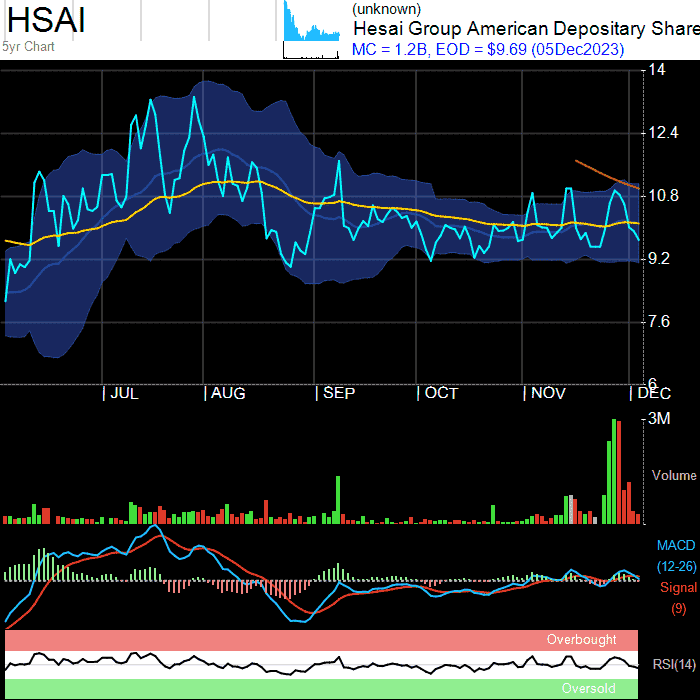 HSAI
5yr Chart
(unknown)
Hesai Group American Depositary Share
MC = 1.2B, EOD = $9.69 (05Dec2023)
14
12.4
10.8
9.2
7.6
6
JUL
AUG
SEP
OCT
NOV
DEC
3M
Volume
MACD
(12-26)
Signal
(9)
Overbought
RSI(14)
Oversold